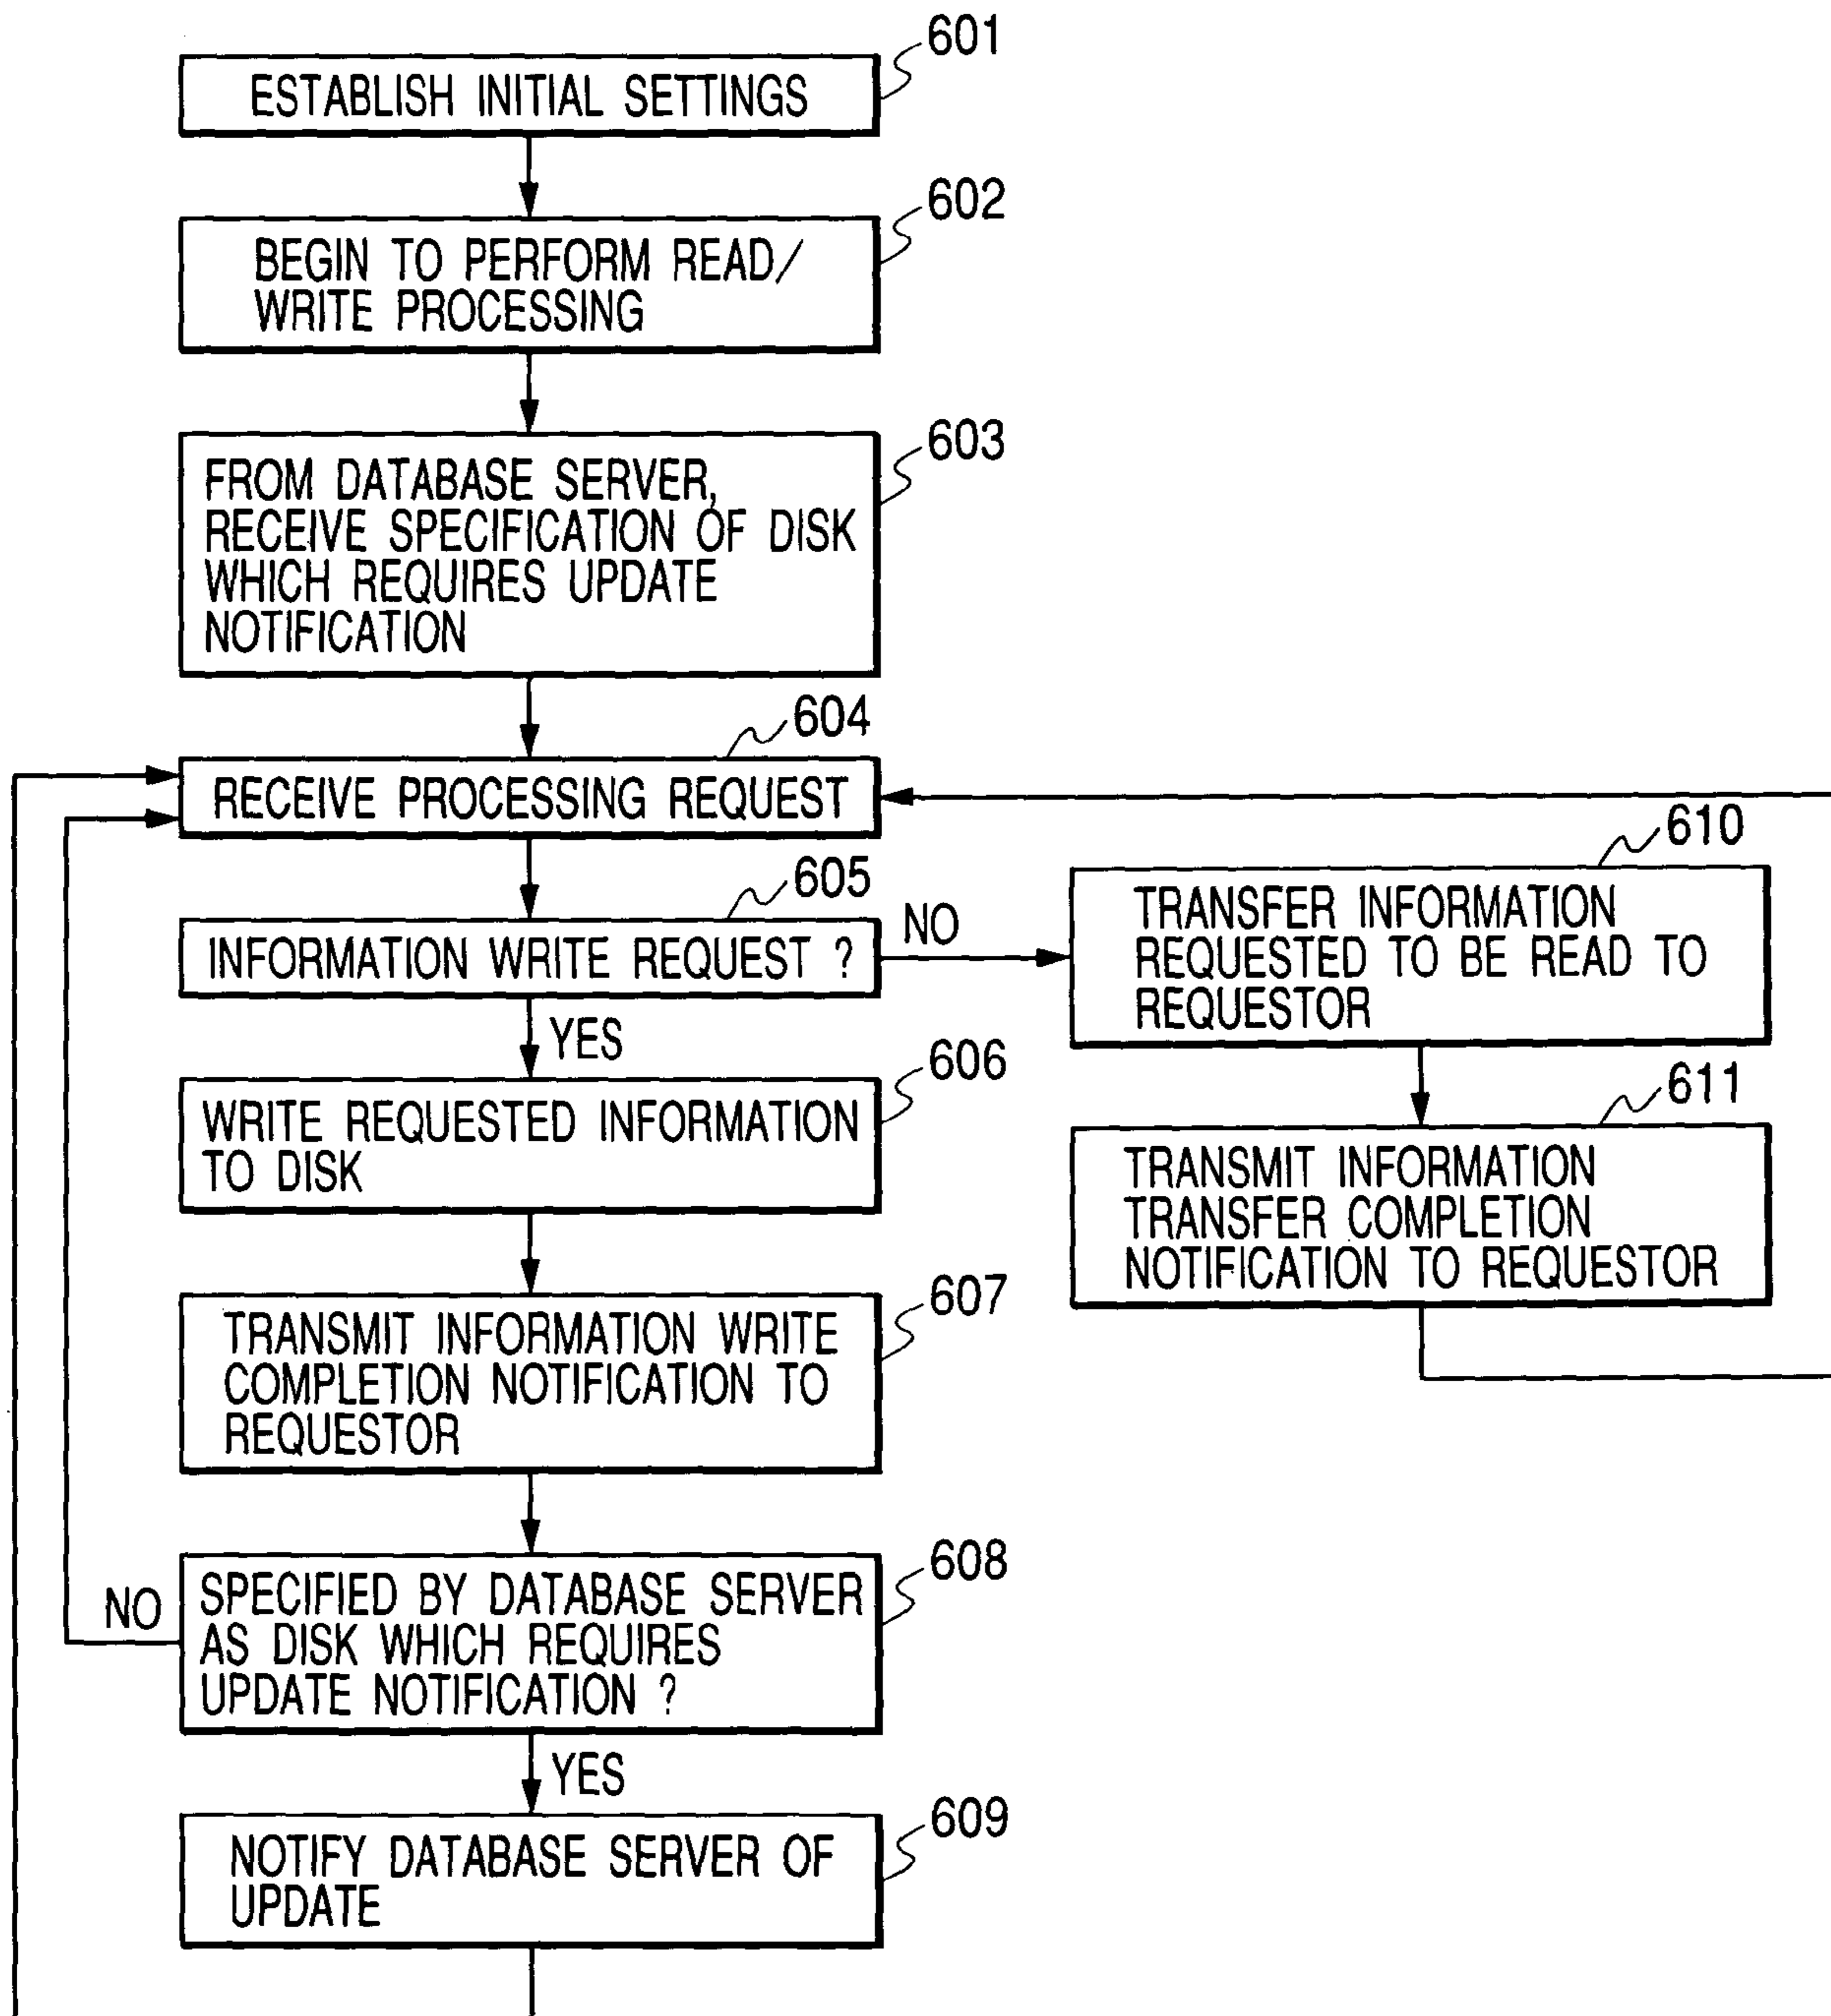 601
ESTABLISH INITIAL SETTINGS
602
BEGIN TO PERFORM READ/
WRITE PROCESSING
603
FROM DATABASE SERVER,
RECEIVE SPECIFICATION OF DISK
WHICH REQUIRES UPDATE
NOTIFICATION
604
RECEIVE PROCESSING REQUEST
605
INFORMATION WRITE REQUEST ?
NO
YES
606
WRITE REQUESTED INFORMATION
TO DISK
607
TRANSMIT INFORMATION WRITE
COMPLETION NOTIFICATION TO
REQUESTOR
608
SPECIFIED BY DATABASE SERVER
AS DISK WHICH REQUIRES
UPDATE NOTIFICATION ?
NO
YES
609
NOTIFY DATABASE SERVER OF
UPDATE
610
TRANSFER INFORMATION
REQUESTED TO BE READ TO
REQUESTOR
611
TRANSMIT INFORMATION
TRANSFER COMPLETION
NOTIFICATION TO REQUESTOR